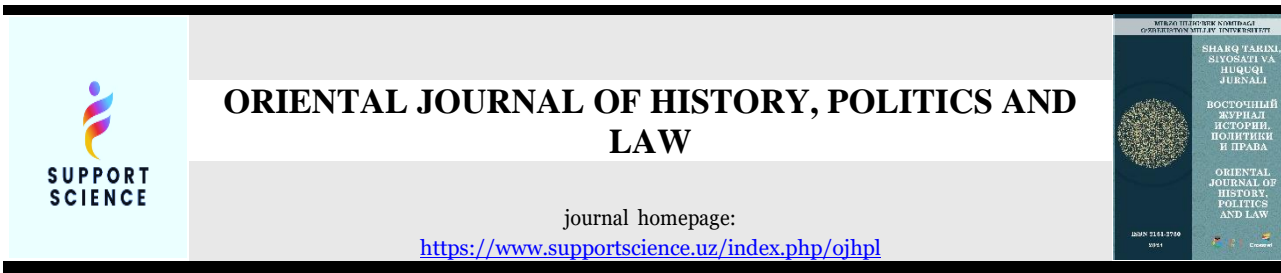 SUPPORT
SCIENCE
ORIENTAL JOURNAL OF HISTORY, POLITICS AND
LAW
journal homepage:
https://www.supportscience.uz/index.php/ojhpl
MIRZO ULUG'BEK NOMIDAGI
O'ZBEKISTON MILLIY UNIVERSITETI
SHARQ TARIXI,
SIYOSATI VA
HUQUQI
JURNALI
ВОСТОЧНЫЙ
ЖУРНАЛ
ИСТОРИИ,
ПОЛИТИКИ
И ПРАВА
ORIENTAL
JOURNAL OF
HISTORY,
POLITICS
AND LAW
ISSN
Crossref